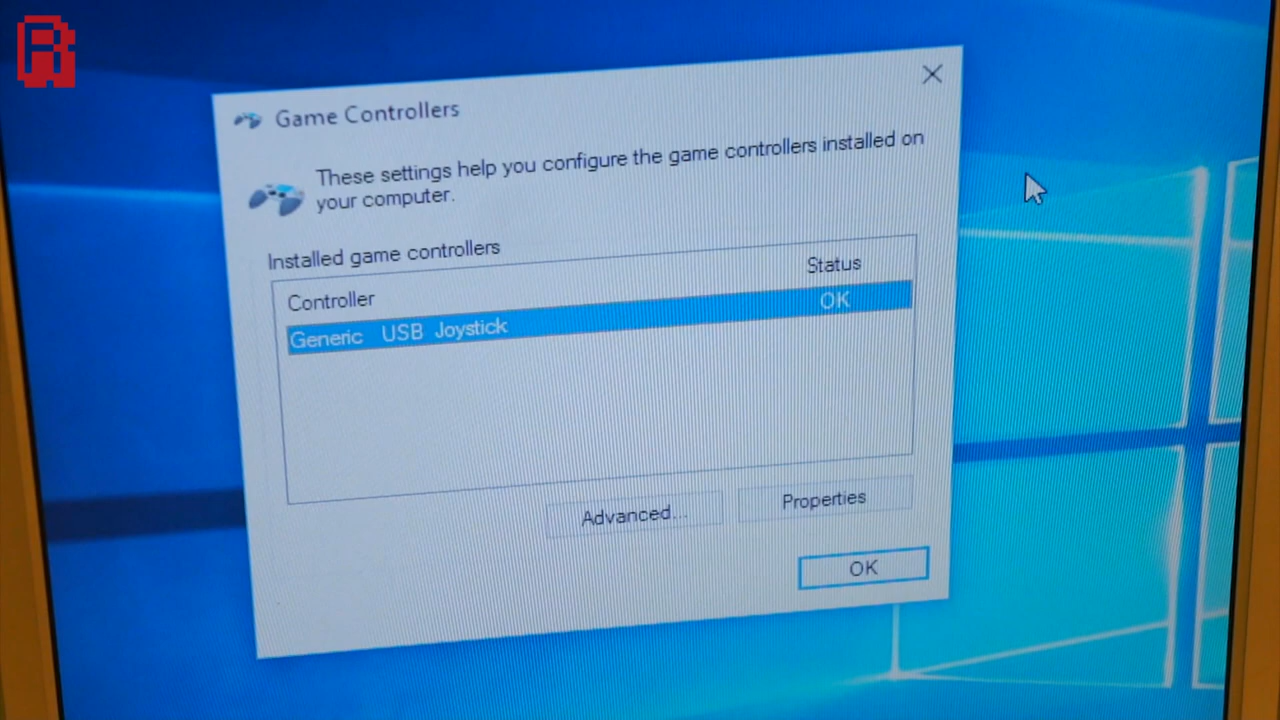 Game Controllers
These settings help you configure the game controllers installed on
your computer.
Installed game controllers
Controller Status
Generic USB Joystick OK
Advanced... Properties
OK